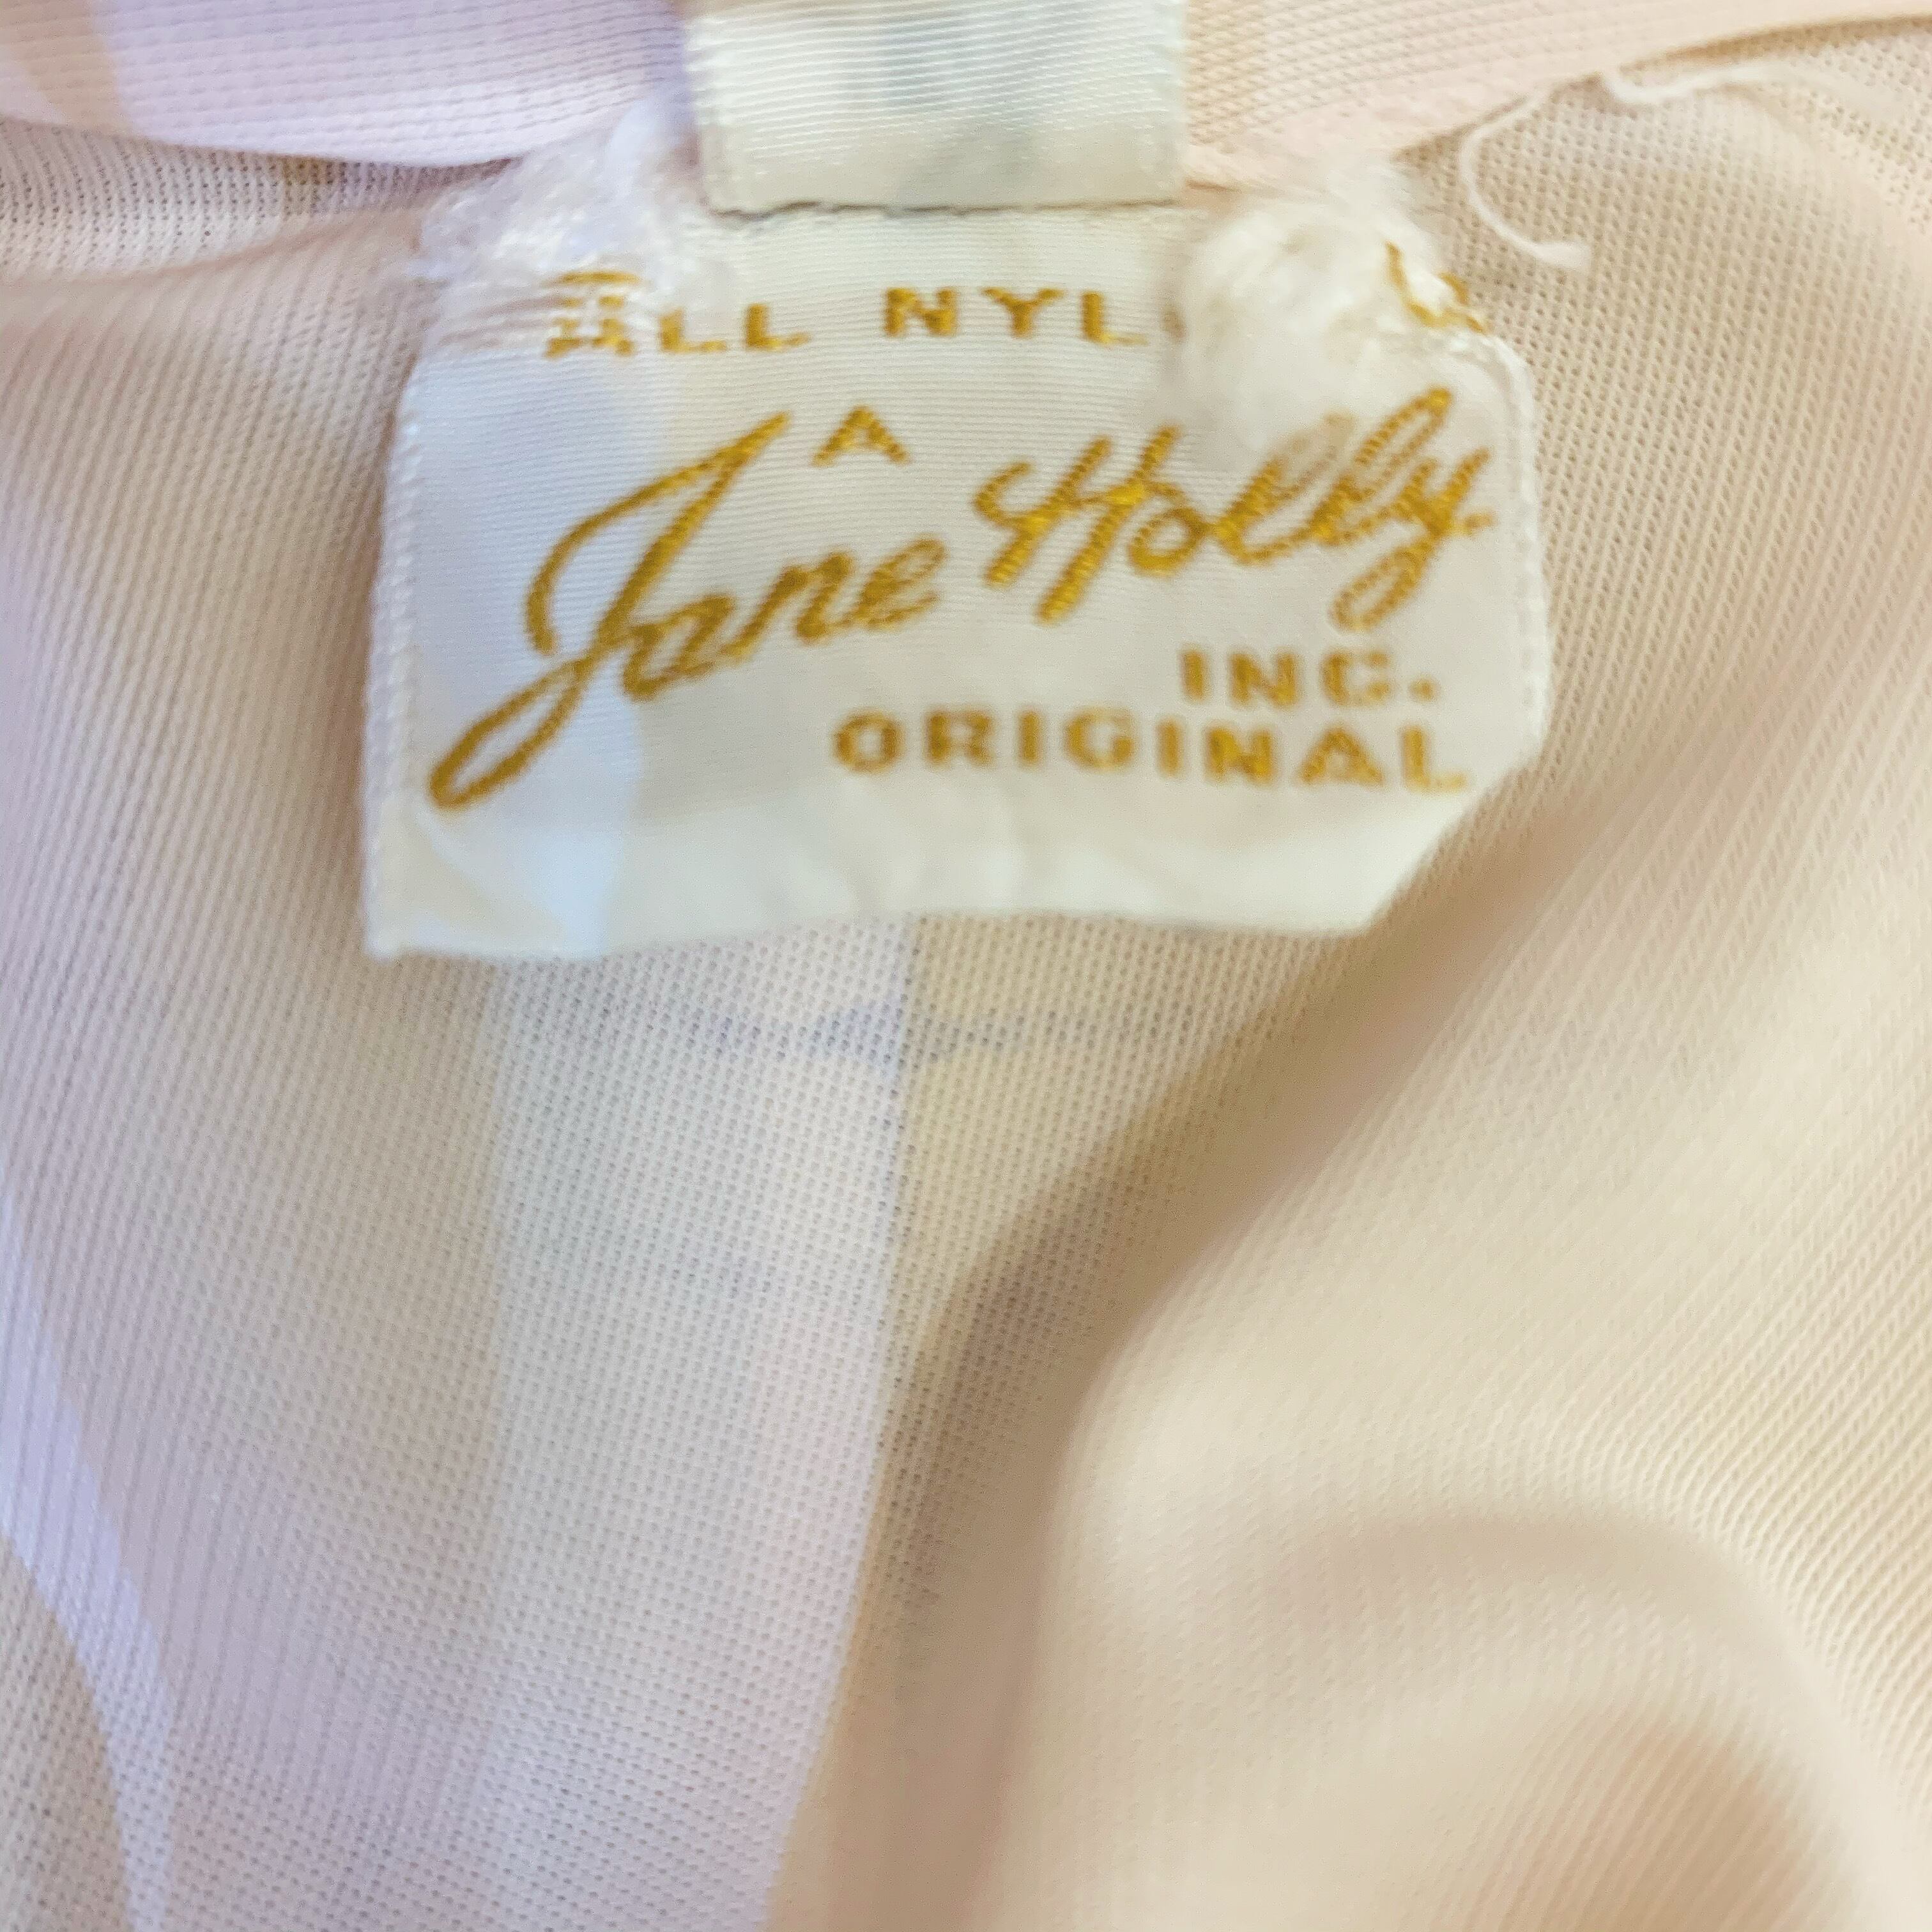 ALL NYL
A
Jane Holly
INC.
ORIGINAL